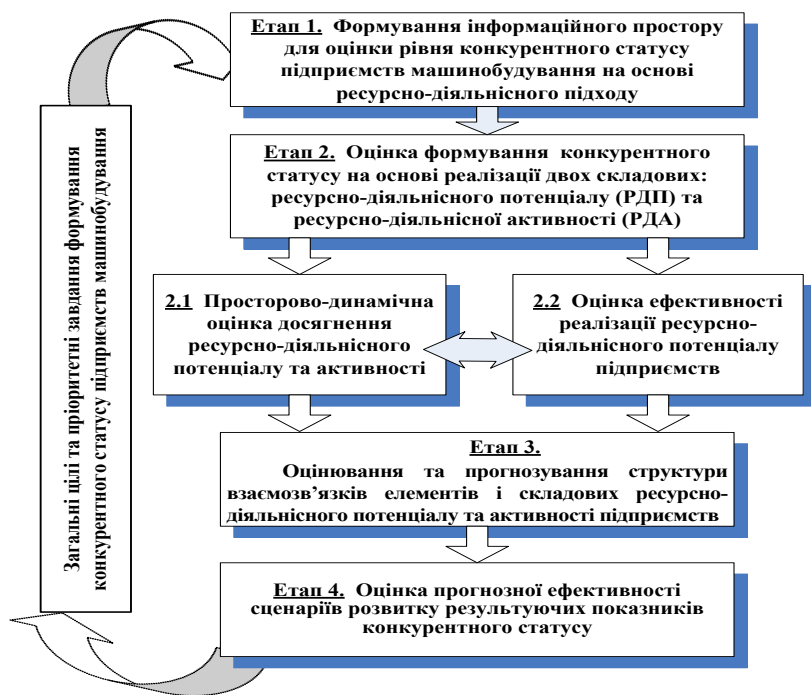 Етап 1. Формування інформаційного простору
для оцінки рівня конкурентного статусу
підприємств машинобудування на основі
ресурсно-діяльнісного підходу
Етап 2. Оцінка формування конкурентного
статусу на основі реалізації двох складових:
ресурсно-діяльнісного потенціалу (РДП) та
ресурсно-діяльнісної активності (РДА)
2.1 Просторово-динамічна
оцінка досягнення
ресурсно-діяльнісного
потенціалу та активності
2.2 Оцінка ефективності
реалізації ресурсно-
діяльнісного потенціалу
підприємств
Етап 3.
Оцінювання та прогнозування структури
взаємозв'язків елементів і складових ресурсно-
діяльнісного потенціалу та активності підприємств
Етап 4. Оцінка прогнозної ефективності
сценаріїв розвитку результуючих показників
конкурентного статусу
Загальні цілі та пріоритетні завдання формування
конкурентного статусу підприємств машинобудування